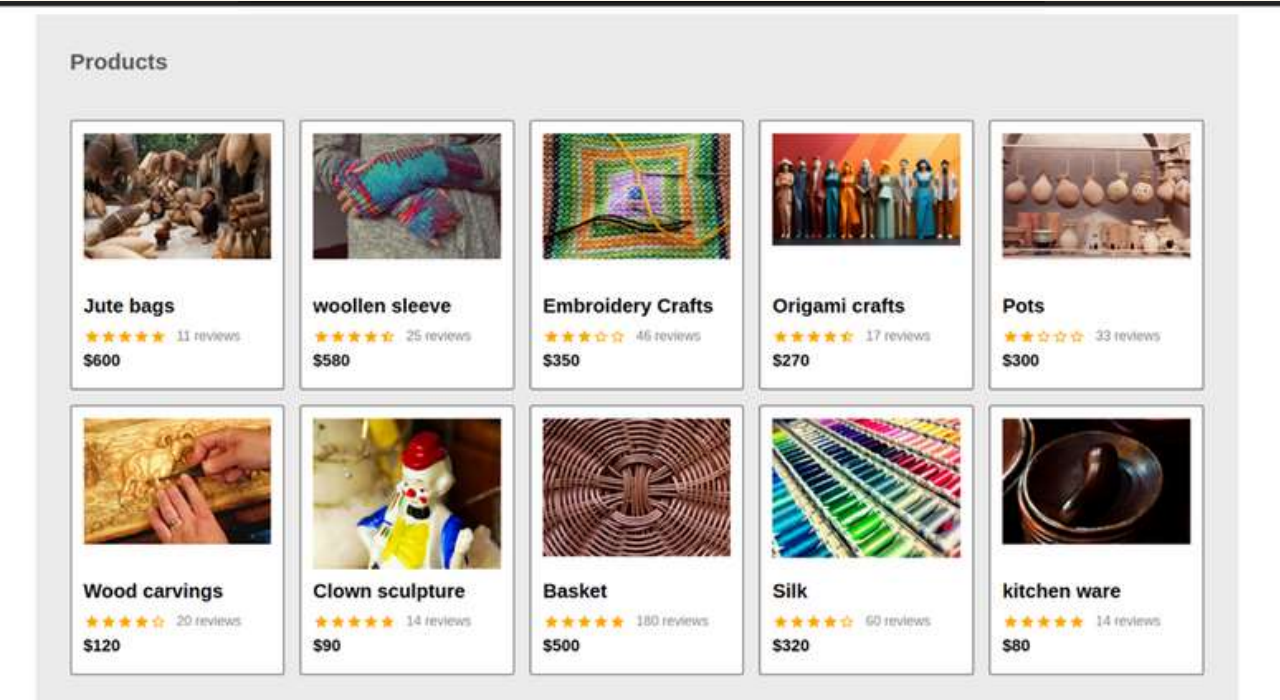 Products
Jute bags
11 reviews
$600
woollen sleeve
25 reviews
$580
Embroidery Crafts
46 reviews
$350
Origami crafts
17 reviews
$270
Pots
33 reviews
$300
Wood carvings
20 reviews
$120
Clown sculpture
14 reviews
$90
Basket
180 reviews
$500
Silk
60 reviews
$320
kitchen ware
14 reviews
$80